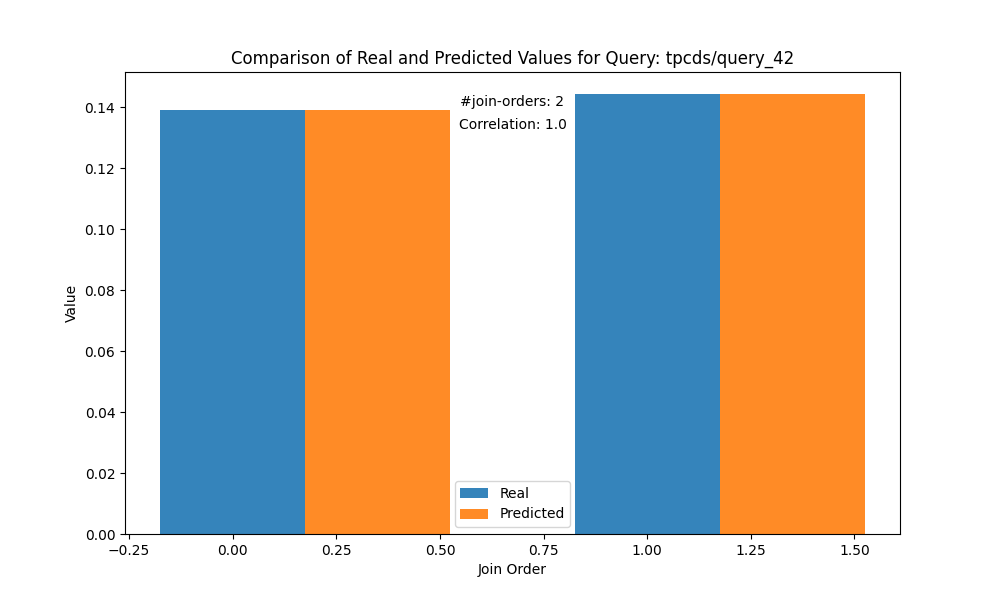 Comparison of Real and Predicted Values for Query: tpcds/query_42
#join-orders: 2
Correlation: 1.0
Value
0.14
0.12
0.10
0.08
0.06
0.04
0.02
0.00
Real
Predicted
−0.25 0.00 0.25 0.50 0.75 1.00 1.25 1.50
Join Order